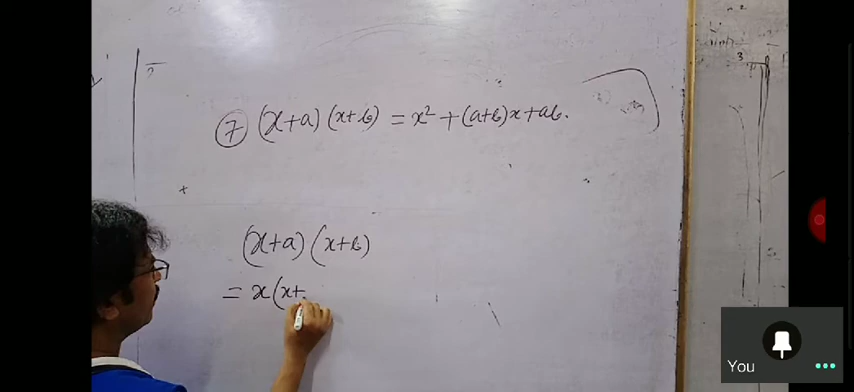 ⑦ (x+a) (x+b) = x² + (a+b)x + ab.
(x+a) (x+b)
= x(x+
You